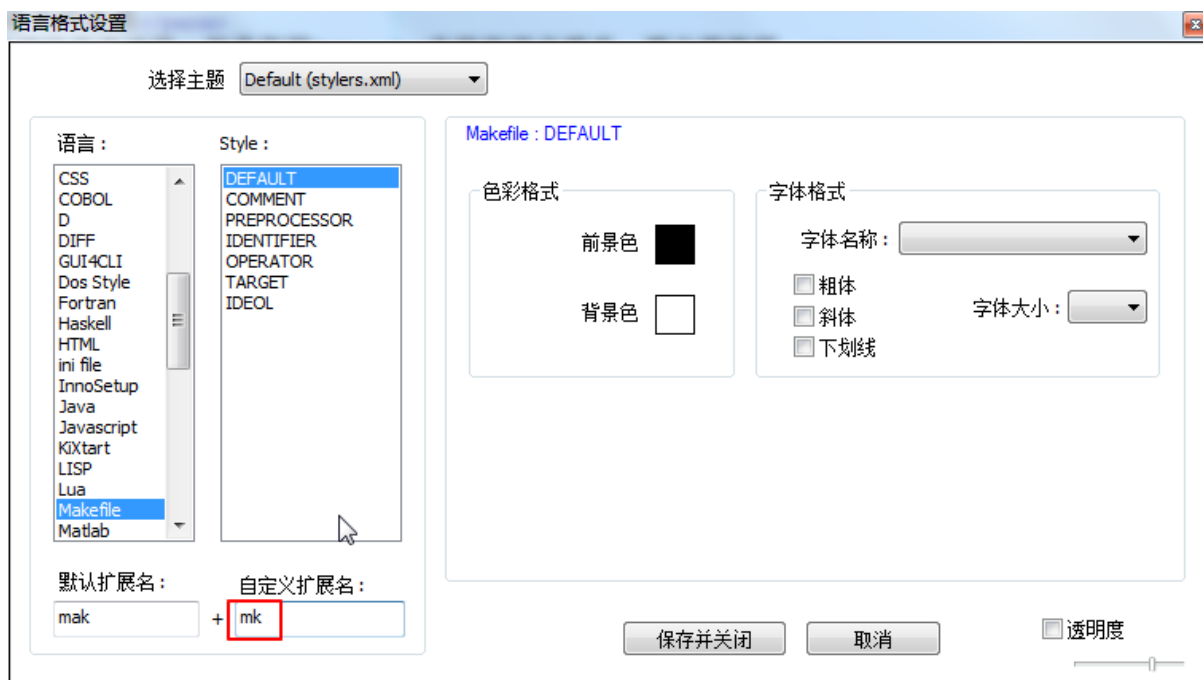 语言格式设置
选择主题 Default (stylers.xml)
语言： Style：
CSS
COBOL
D
DIFF
GUI4CLI
Dos Style
Fortran
Haskell
HTML
ini file
InnoSetup
Java
Javascript
KiXtart
LISP
Lua
Makefile
Matlab
DEFAULT
COMMENT
PREPROCESSOR
IDENTIFIER
OPERATOR
TARGET
IDEOL
默认扩展名： 自定义扩展名：
mak + mk
Makefile : DEFAULT
色彩格式
前景色
背景色
字体格式
字体名称：
粗体
斜体
下划线
字体大小：
保存并关闭 取消
透明度